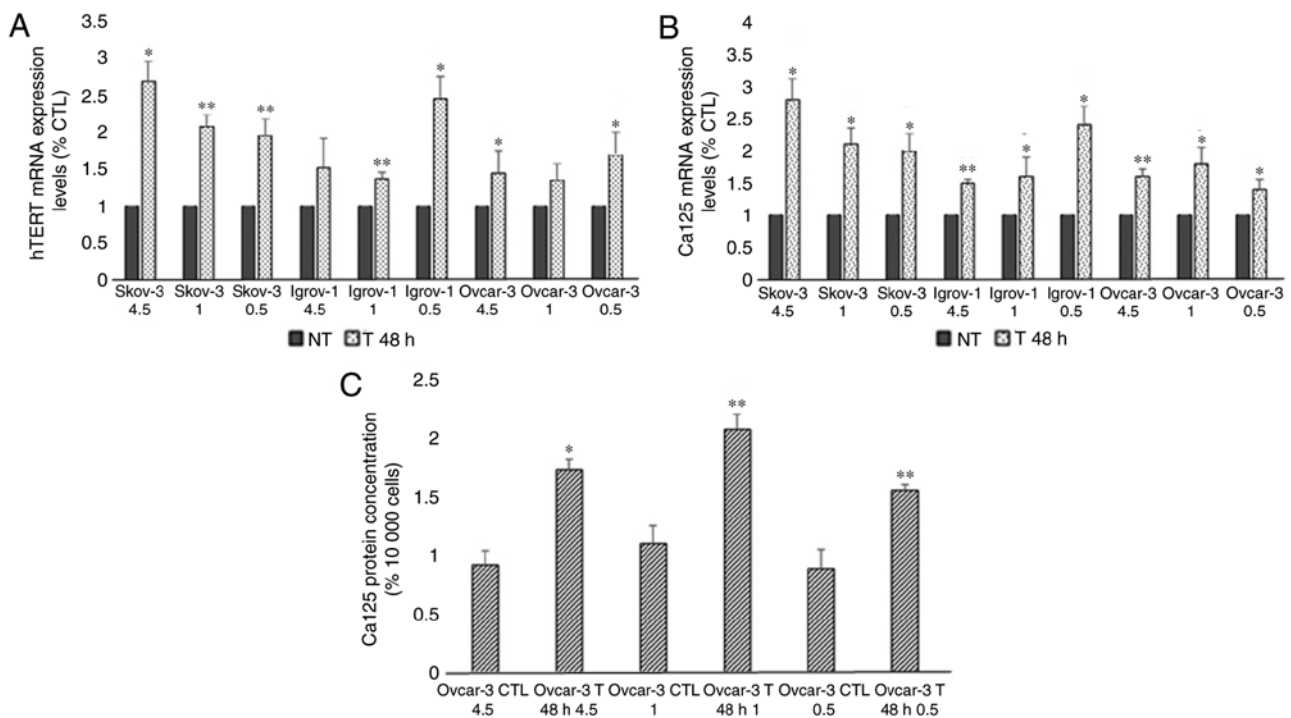 A
hTERT mRNA expression
levels (% CTL)
3.5
3
2.5
2
1.5
1
0.5
0
* ** ** ** * * *
Skov-3 Skov-3 Skov-3 Igrov-1 Igrov-1 Igrov-1 Ovcar-3 Ovcar-3 Ovcar-3
4.5 1 0.5 4.5 1 0.5 4.5 1 0.5
NT T 48 h
B
Ca125 mRNA expression
levels (% CTL)
4
3.5
3
2.5
2
1.5
1
0.5
0
* * * ** * * * ** * * *
Skov-3 Skov-3 Skov-3 Igrov-1 Igrov-1 Igrov-1 Ovcar-3 Ovcar-3 Ovcar-3
4.5 1 0.5 4.5 1 0.5 4.5 1 0.5
NT T 48 h
C
Ca125 protein concentration
(% 10 000 cells)
2.5
2
1.5
1
0.5
0
* ** **
Ovcar-3 CTL Ovcar-3 T Ovcar-3 CTL Ovcar-3 T Ovcar-3 CTL Ovcar-3 T
4.5 48 h 4.5 1 48 h 1 0.5 48 h 0.5